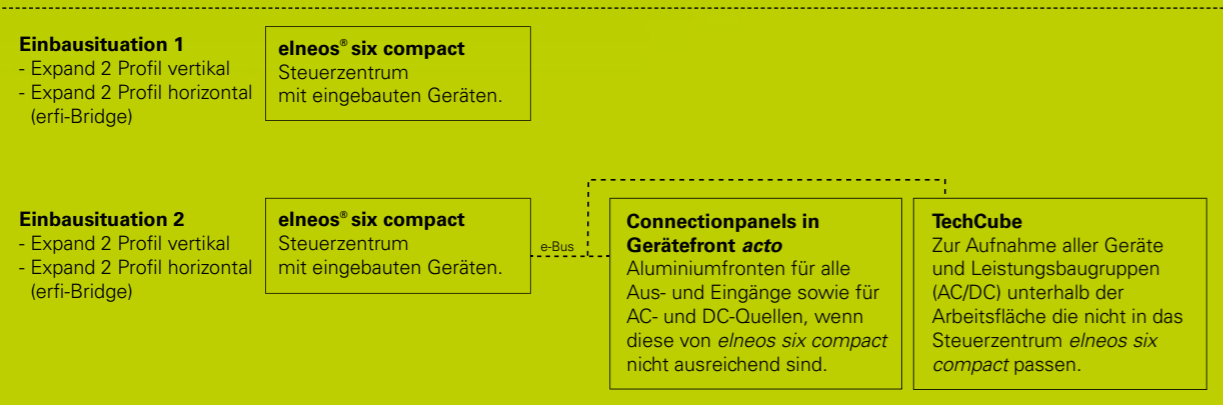 Einbausituation 1
- Expand 2 Profil vertikal
- Expand 2 Profil horizontal
(erfi-Bridge)
elneos® six compact
Steuerzentrum
mit eingebauten Geräten.
Einbausituation 2
- Expand 2 Profil vertikal
- Expand 2 Profil horizontal
(erfi-Bridge)
elneos® six compact
Steuerzentrum
mit eingebauten Geräten.
e-Bus
Connectionpanels in
Gerätefront acto
Aluminiumfronten für alle
Aus- und Eingänge sowie für
AC- und DC-Quellen, wenn
diese von elneos six compact
nicht ausreichend sind.
TechCube
Zur Aufnahme aller Geräte
und Leistungsbaugruppen
(AC/DC) unterhalb der
Arbeitsfläche die nicht in das
Steuerzentrum elneos six
compact passen.